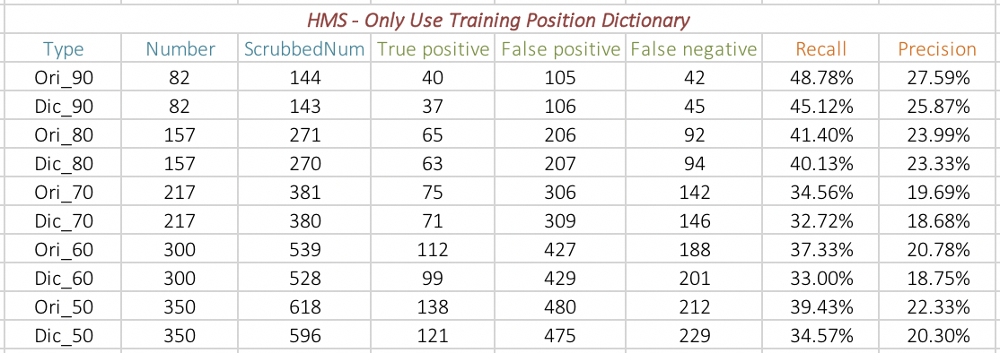 HMS - Only Use Training Position Dictionary
Type Number ScrubbedNum True positive False positive False negative Recall Precision
Ori_90 82 144 40 105 42 48.78% 27.59%
Dic_90 82 143 37 106 45 45.12% 25.87%
Ori_80 157 271 65 206 92 41.40% 23.99%
Dic_80 157 270 63 207 94 40.13% 23.33%
Ori_70 217 381 75 306 142 34.56% 19.69%
Dic_70 217 380 71 309 146 32.72% 18.68%
Ori_60 300 539 112 427 188 37.33% 20.78%
Dic_60 300 528 99 429 201 33.00% 18.75%
Ori_50 350 618 138 480 212 39.43% 22.33%
Dic_50 350 596 121 475 229 34.57% 20.30%